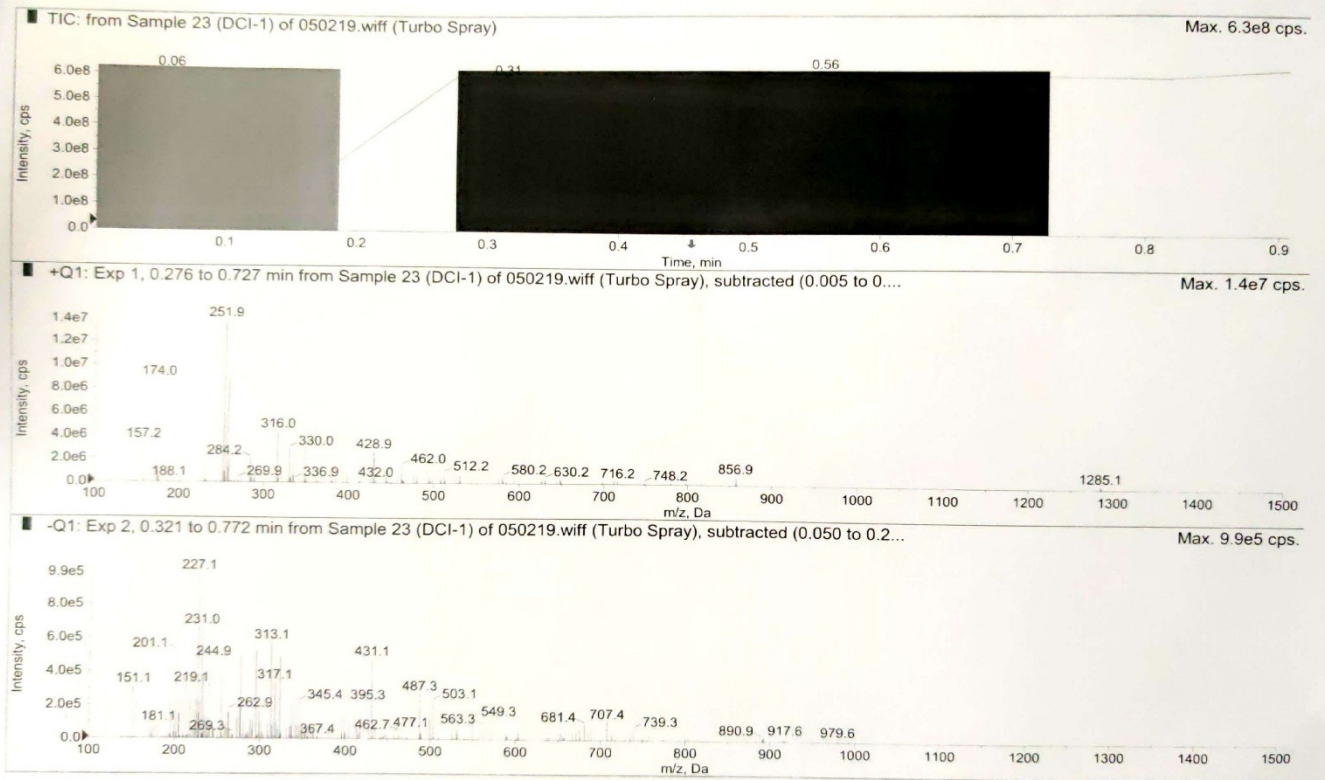 TIC: from Sample 23 (DCI-1) of 050219.wiff (Turbo Spray)
Max. 6.3e8 cps.
0.06
0.31
0.56
6.0e8
5.0e8
4.0e8
3.0e8
2.0e8
1.0e8
0.0
Intensity, cps
0.1 0.2 0.3 0.4 0.5 0.6 0.7 0.8 0.9
Time, min
+Q1: Exp 1, 0.276 to 0.727 min from Sample 23 (DCI-1) of 050219.wiff (Turbo Spray), subtracted (0.005 to 0....
Max. 1.4e7 cps.
1.4e7
1.2e7
1.0e7
8.0e6
6.0e6
4.0e6
2.0e6
0.0
Intensity, cps
251.9
174.0
157.2
316.0
330.0
428.9
284.2
462.0
188.1
269.9
336.9
432.0
512.2
580.2
630.2
716.2
748.2
856.9
1285.1
100 200 300 400 500 600 700 800 900 1000 1100 1200 1300 1400 1500
m/z, Da
-Q1: Exp 2, 0.321 to 0.772 min from Sample 23 (DCI-1) of 050219.wiff (Turbo Spray), subtracted (0.050 to 0.2...
Max. 9.9e5 cps.
9.9e5
8.0e5
6.0e5
4.0e5
2.0e5
0.0
Intensity, cps
227.1
231.0
201.1
244.9
313.1
431.1
151.1
219.1
317.1
345.4
395.3
487.3
503.1
181.1
262.9
269.3
367.4
462.7
477.1
563.3
549.3
681.4
707.4
739.3
890.9
917.6
979.6
100 200 300 400 500 600 700 800 900 1000 1100 1200 1300 1400 1500
m/z, Da